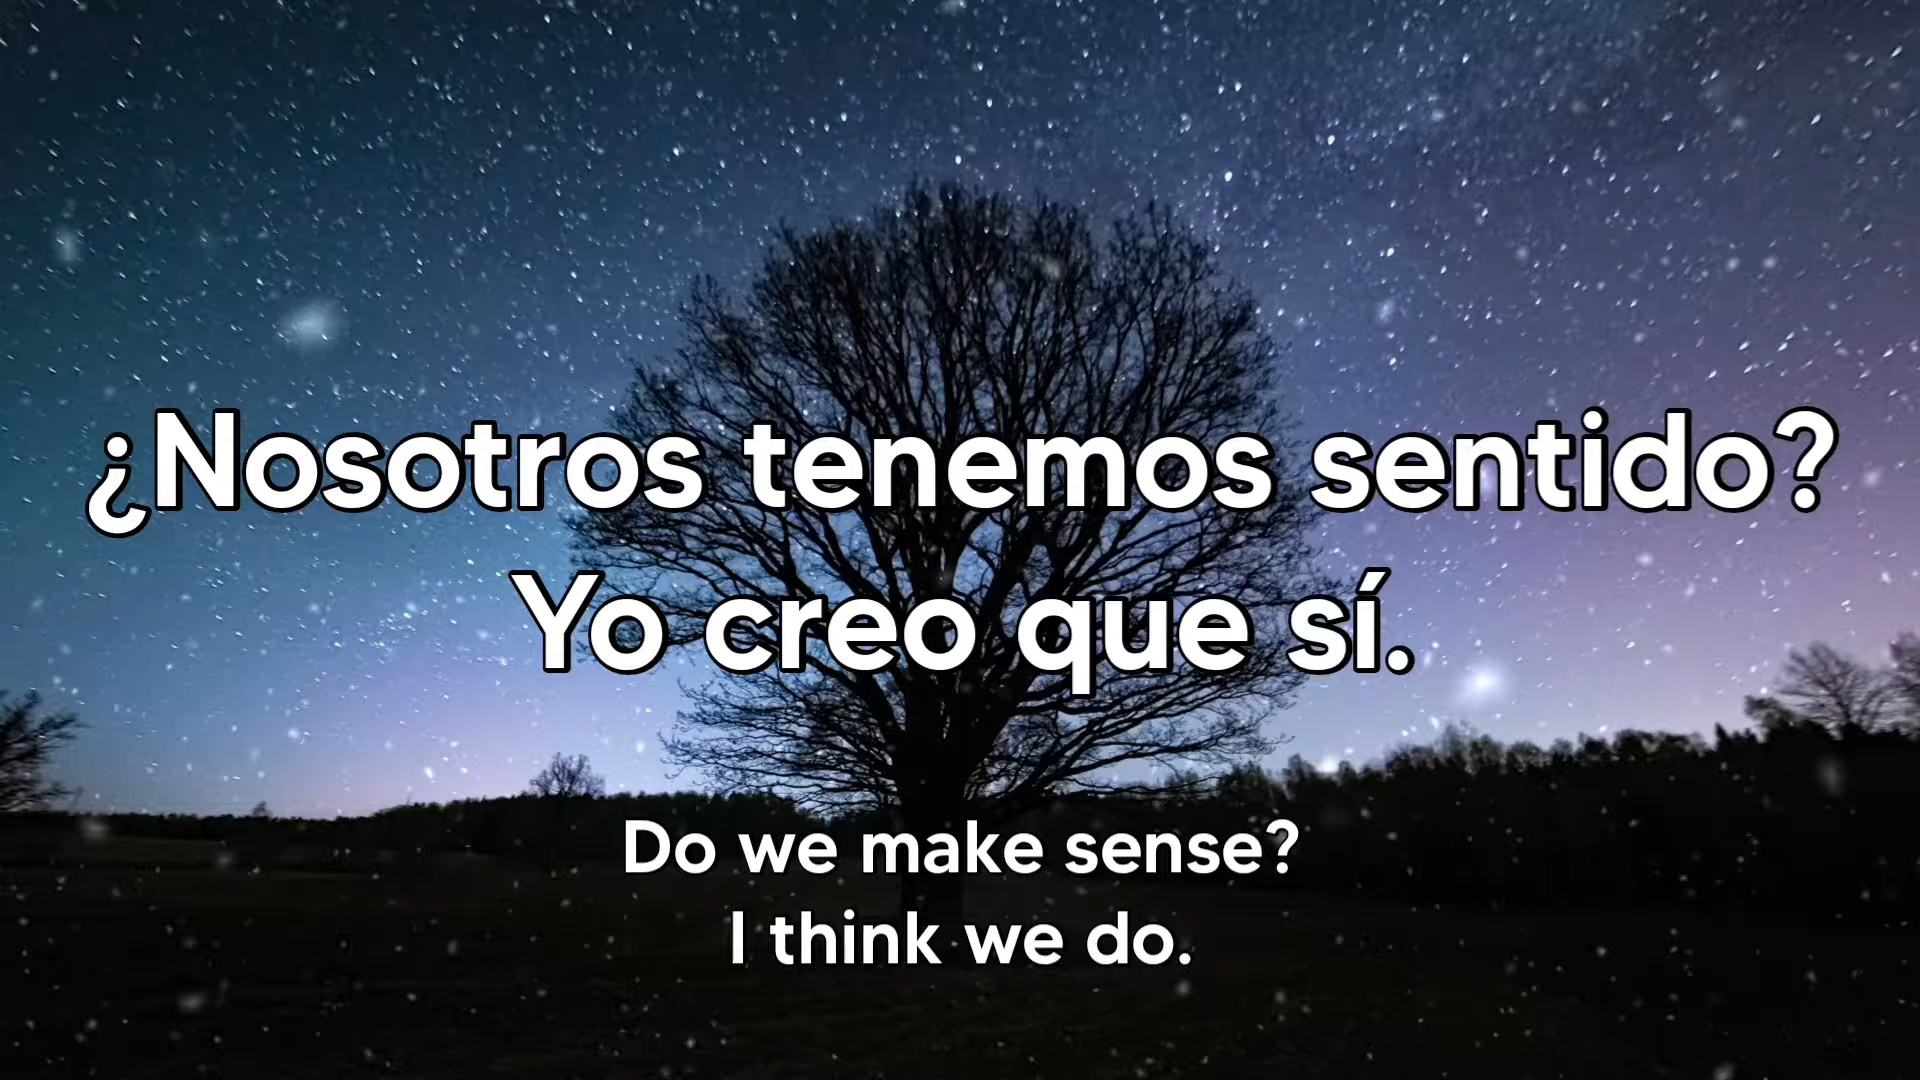 ¿Nosotros tenemos sentido?
Yo creo que sí.
Do we make sense?
I think we do.